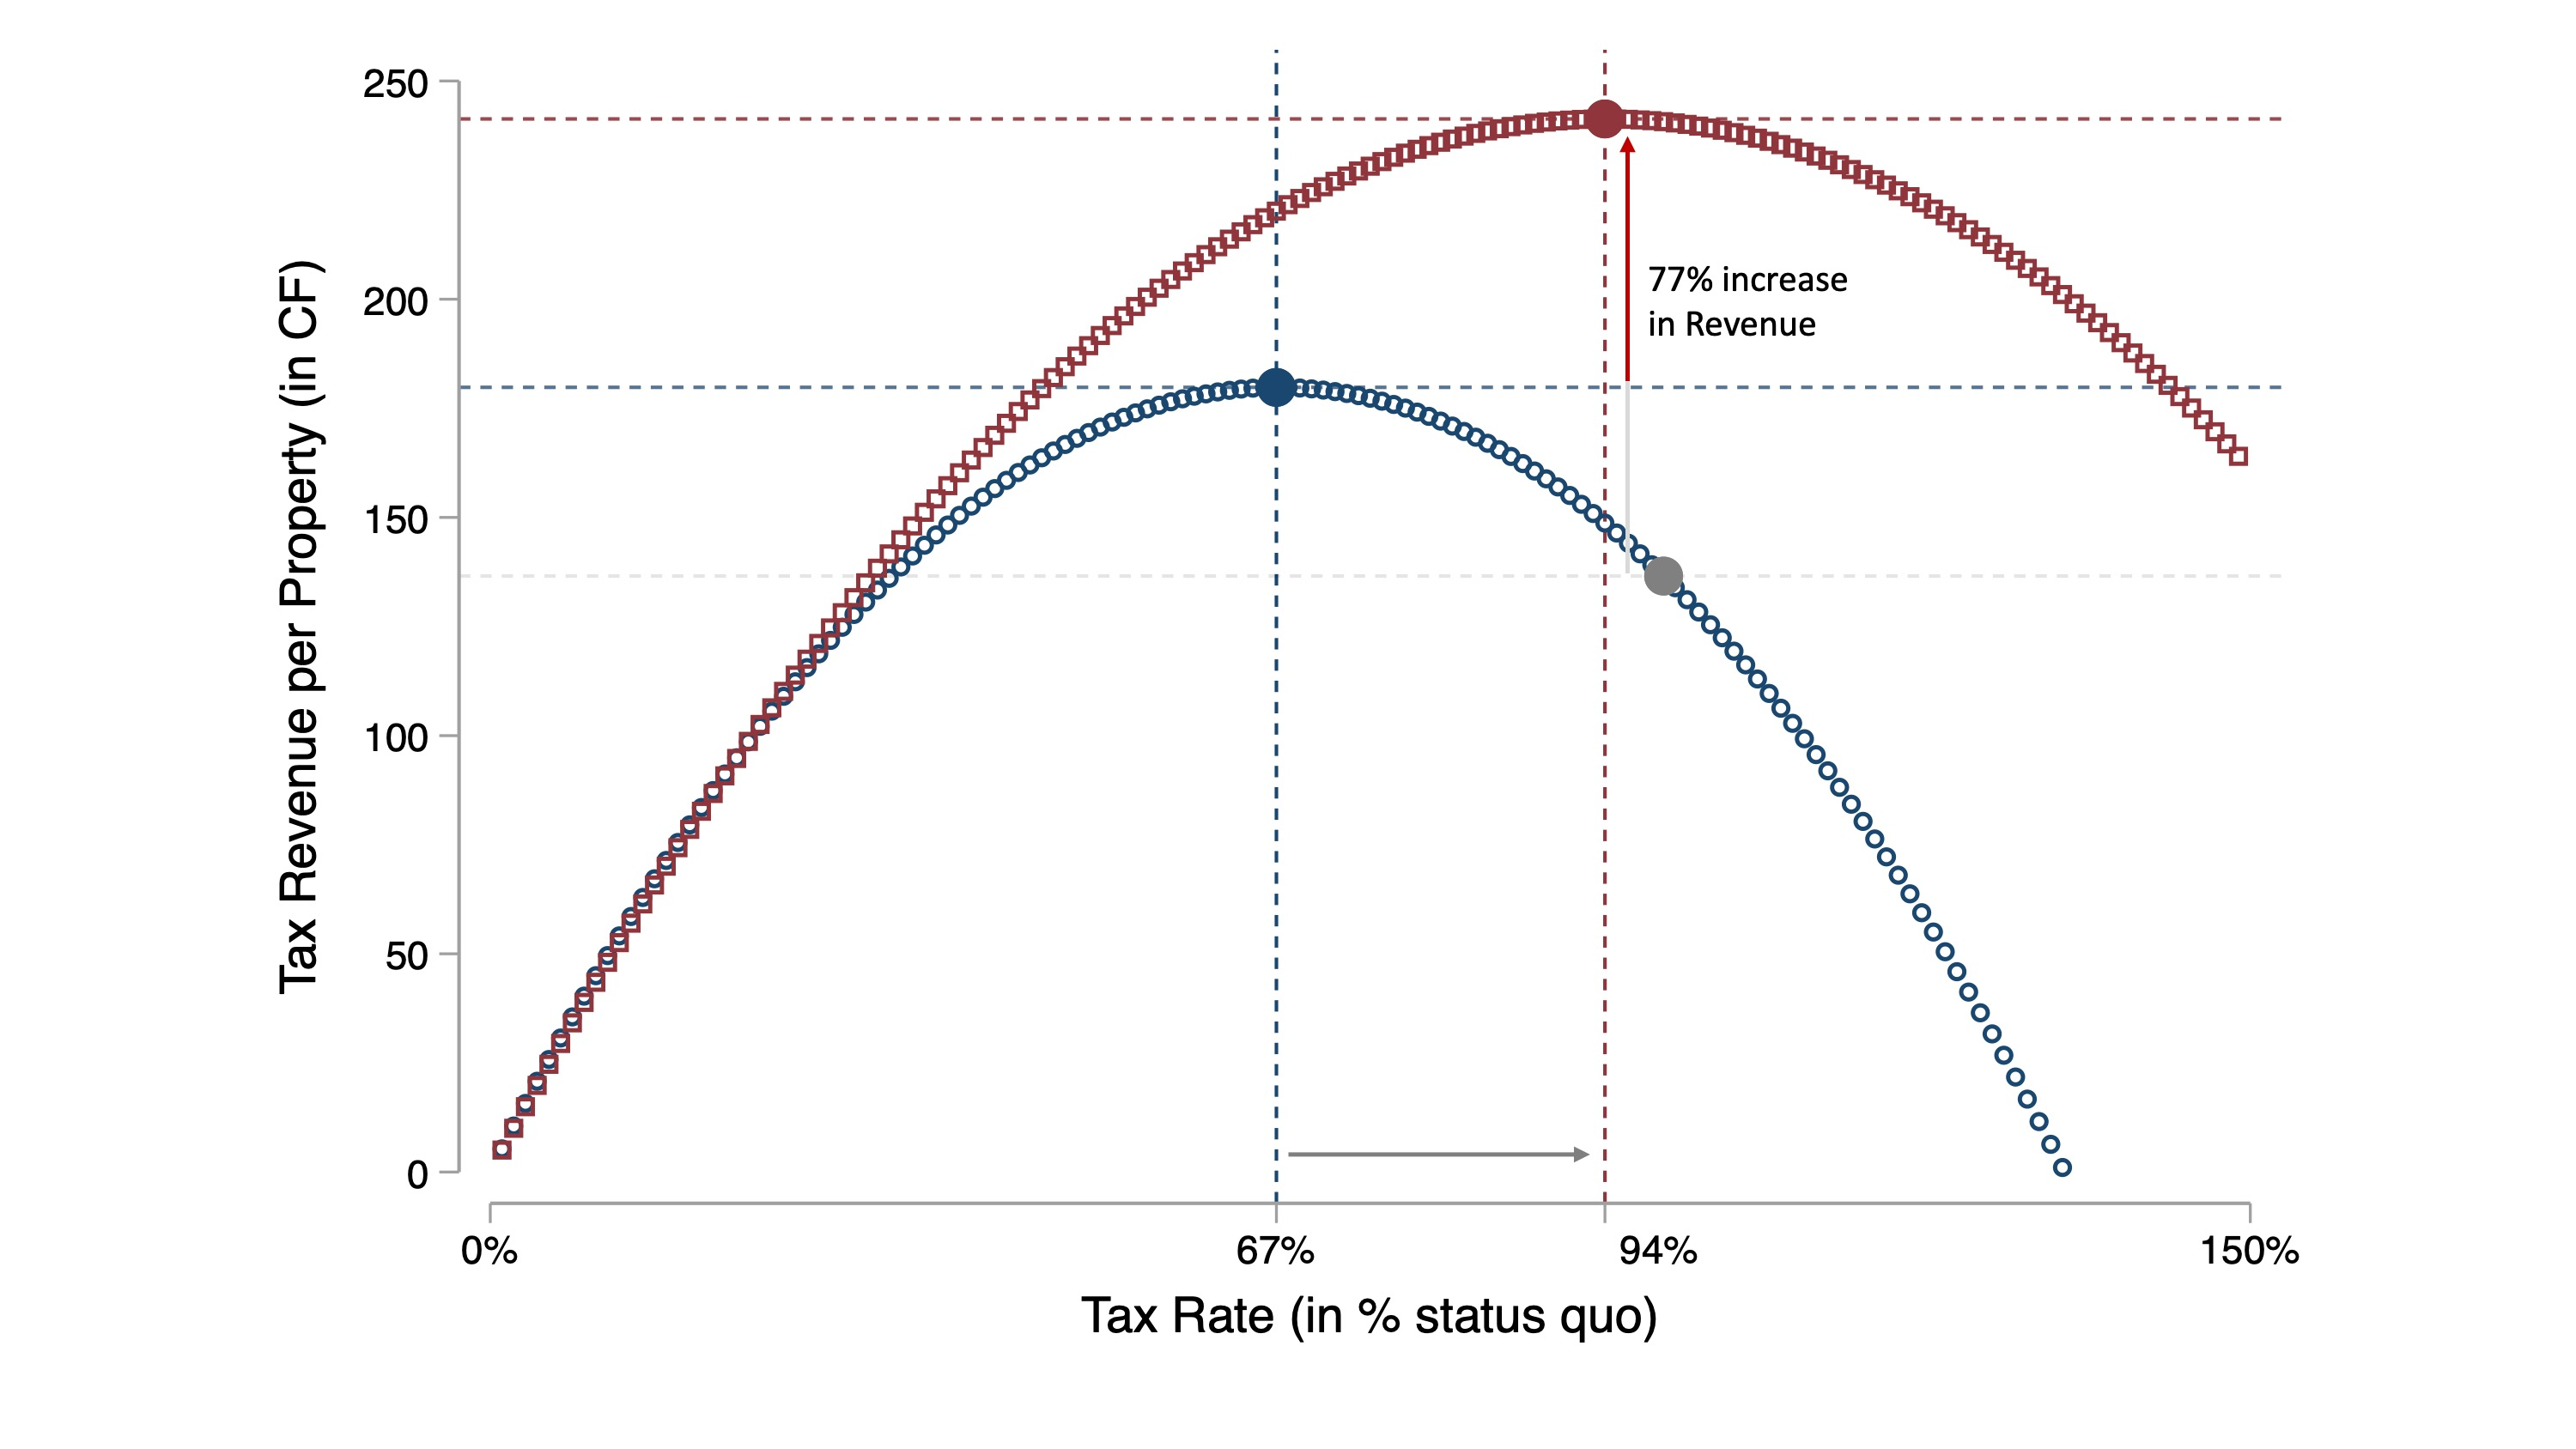 250
200
150
100
50
0
Tax Revenue per Property (in CF)
77% increase
in Revenue
0%
67%
94%
150%
Tax Rate (in % status quo)